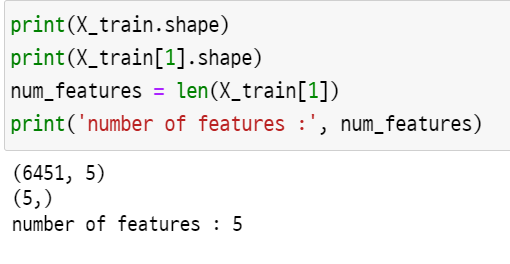 print(X_train.shape)
print(X_train[1].shape)
num_features = len(X_train[1])
print('number of features :', num_features)
(6451, 5)
(5,)
number of features : 5